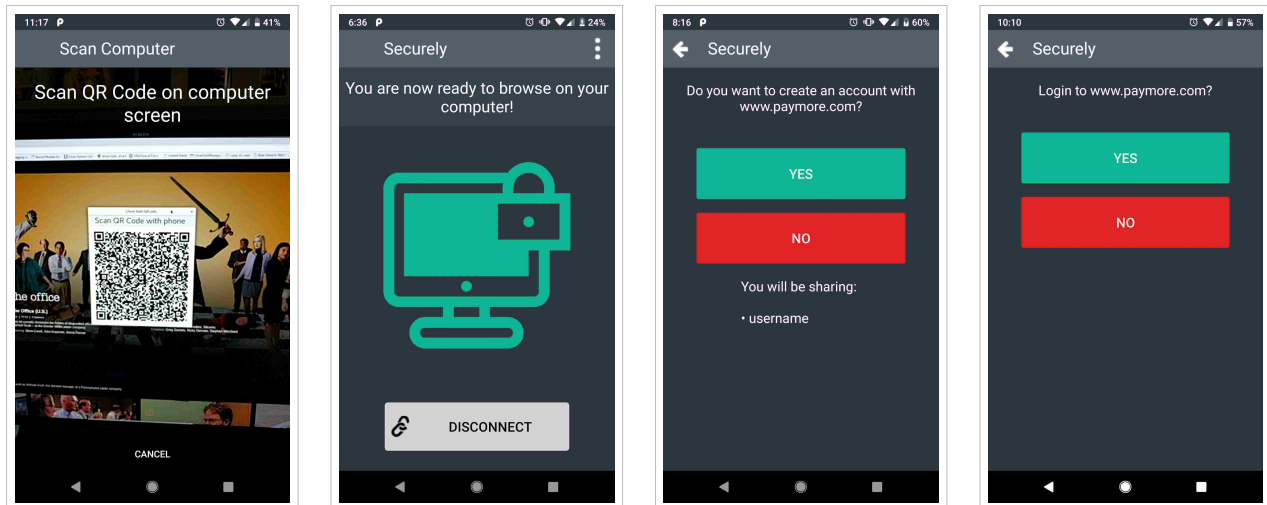 11:17
41%
Scan Computer
Scan QR Code on computer
screen
Scan QR Code with phone
he office
Office (U.S.)
CANCEL
6:36
24%
Securely
You are now ready to browse on your
computer!
DISCONNECT
8:16
60%
Securely
Do you want to create an account with
www.paymore.com?
YES
NO
You will be sharing:
• username
10:10
57%
Securely
Login to www.paymore.com?
YES
NO